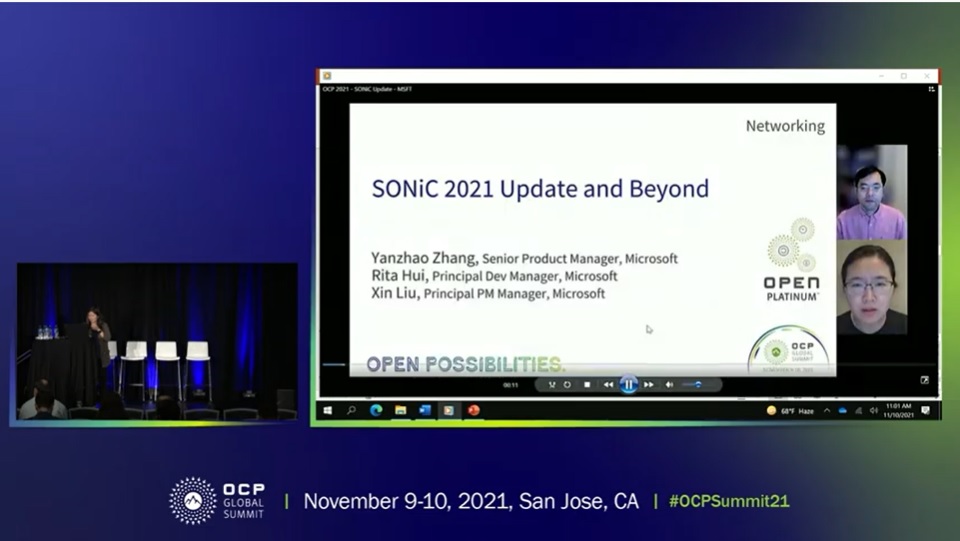 OCP 2021 - SONiC Update - MSFT
Networking
SONiC 2021 Update and Beyond
Yanzhao Zhang, Senior Product Manager, Microsoft
Rita Hui, Principal Dev Manager, Microsoft
Xin Liu, Principal PM Manager, Microsoft
OPEN
PLATINUM
OPEN POSSIBILITIES.
OCP
GLOBAL
SUMMIT
00:11
68°F Haze
11:01 AM
11/10/2021
OCP
GLOBAL
SUMMIT
November 9-10, 2021, San Jose, CA
#OCPSummit21